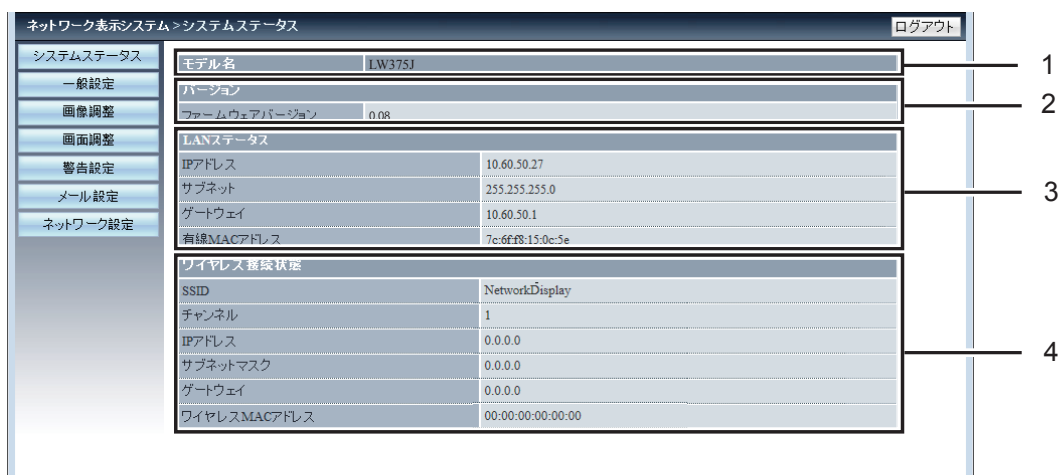 ネットワーク表示システム>システムステータス
ログアウト
システムステータス
一般設定
画像調整
画面調整
警告設定
メール設定
ネットワーク設定
モデル名 LW375J
1
バージョン
ファームウェアバージョン 0.08
2
LANステータス
IPアドレス 10.60.50.27
サブネット 255.255.255.0
ゲートウェイ 10.60.50.1
有線MACアドレス 7c:6f:f8:15:0c:5e
3
ワイヤレス接続状態
SSID NetworkDisplay
チャンネル 1
IPアドレス 0.0.0.0
サブネットマスク 0.0.0.0
ゲートウェイ 0.0.0.0
ワイヤレスMACアドレス 00:00:00:00:00:00
4